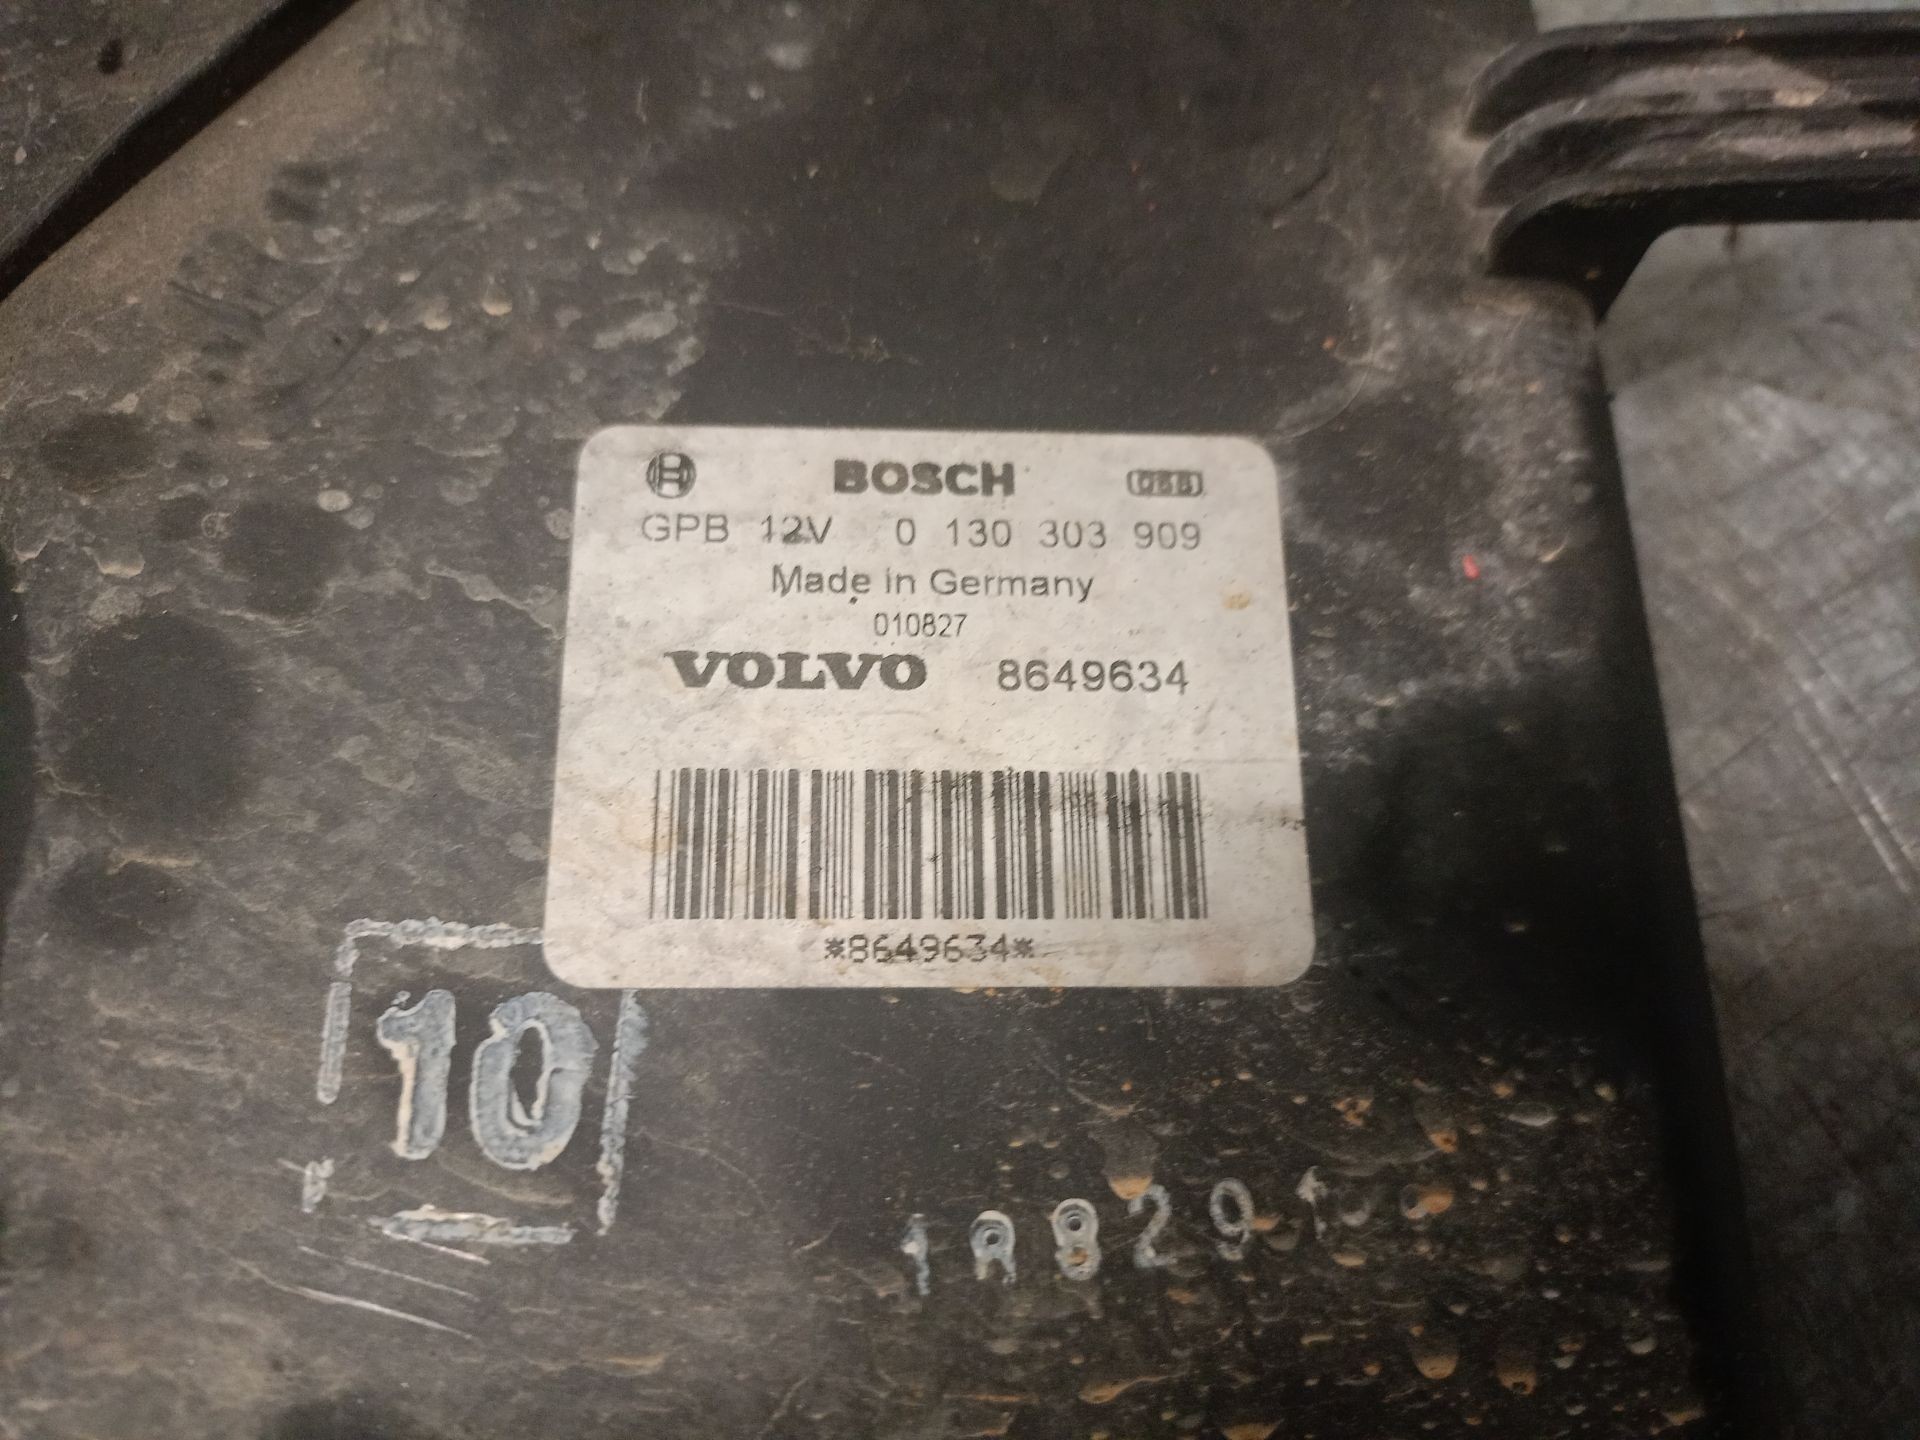 BOSCH
GPB 12V 0 130 303 909
Made in Germany
010827
VOLVO 8649634
*8649634*
10